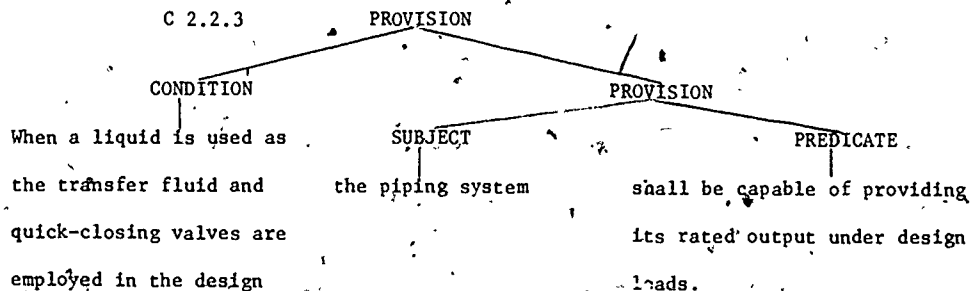 C 2.2.3 PROVISION
CONDITION PROVISION
When a liquid is used as SUBJECT PREDICATE
the transfer fluid and the piping system shall be capable of providing
quick-closing valves are its rated output under design
employed in the design loads.